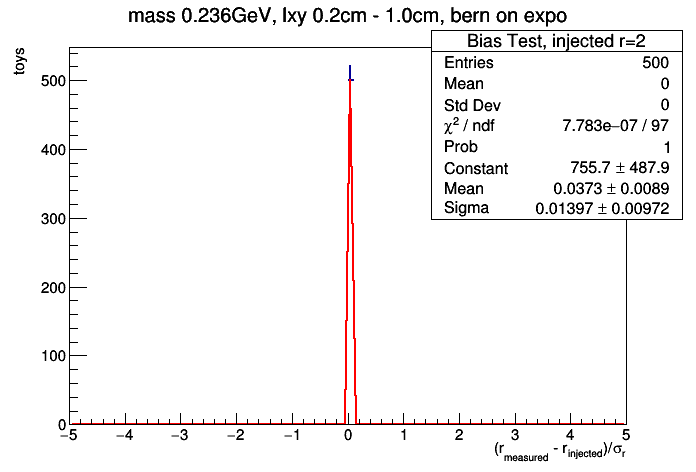 mass 0.236GeV, lxy 0.2cm - 1.0cm, bern on expo
toys
Bias Test, injected r=2
Entries 500
Mean 0
Std Dev 0
χ² / ndf 7.783e−07 / 97
Prob 1
Constant 755.7 ± 487.9
Mean 0.0373 ± 0.0089
Sigma 0.01397 ± 0.00972
500
400
300
200
100
0
−5 −4 −3 −2 −1 0 1 2 3 4 5
(r_measured - r_injected)/σ_r